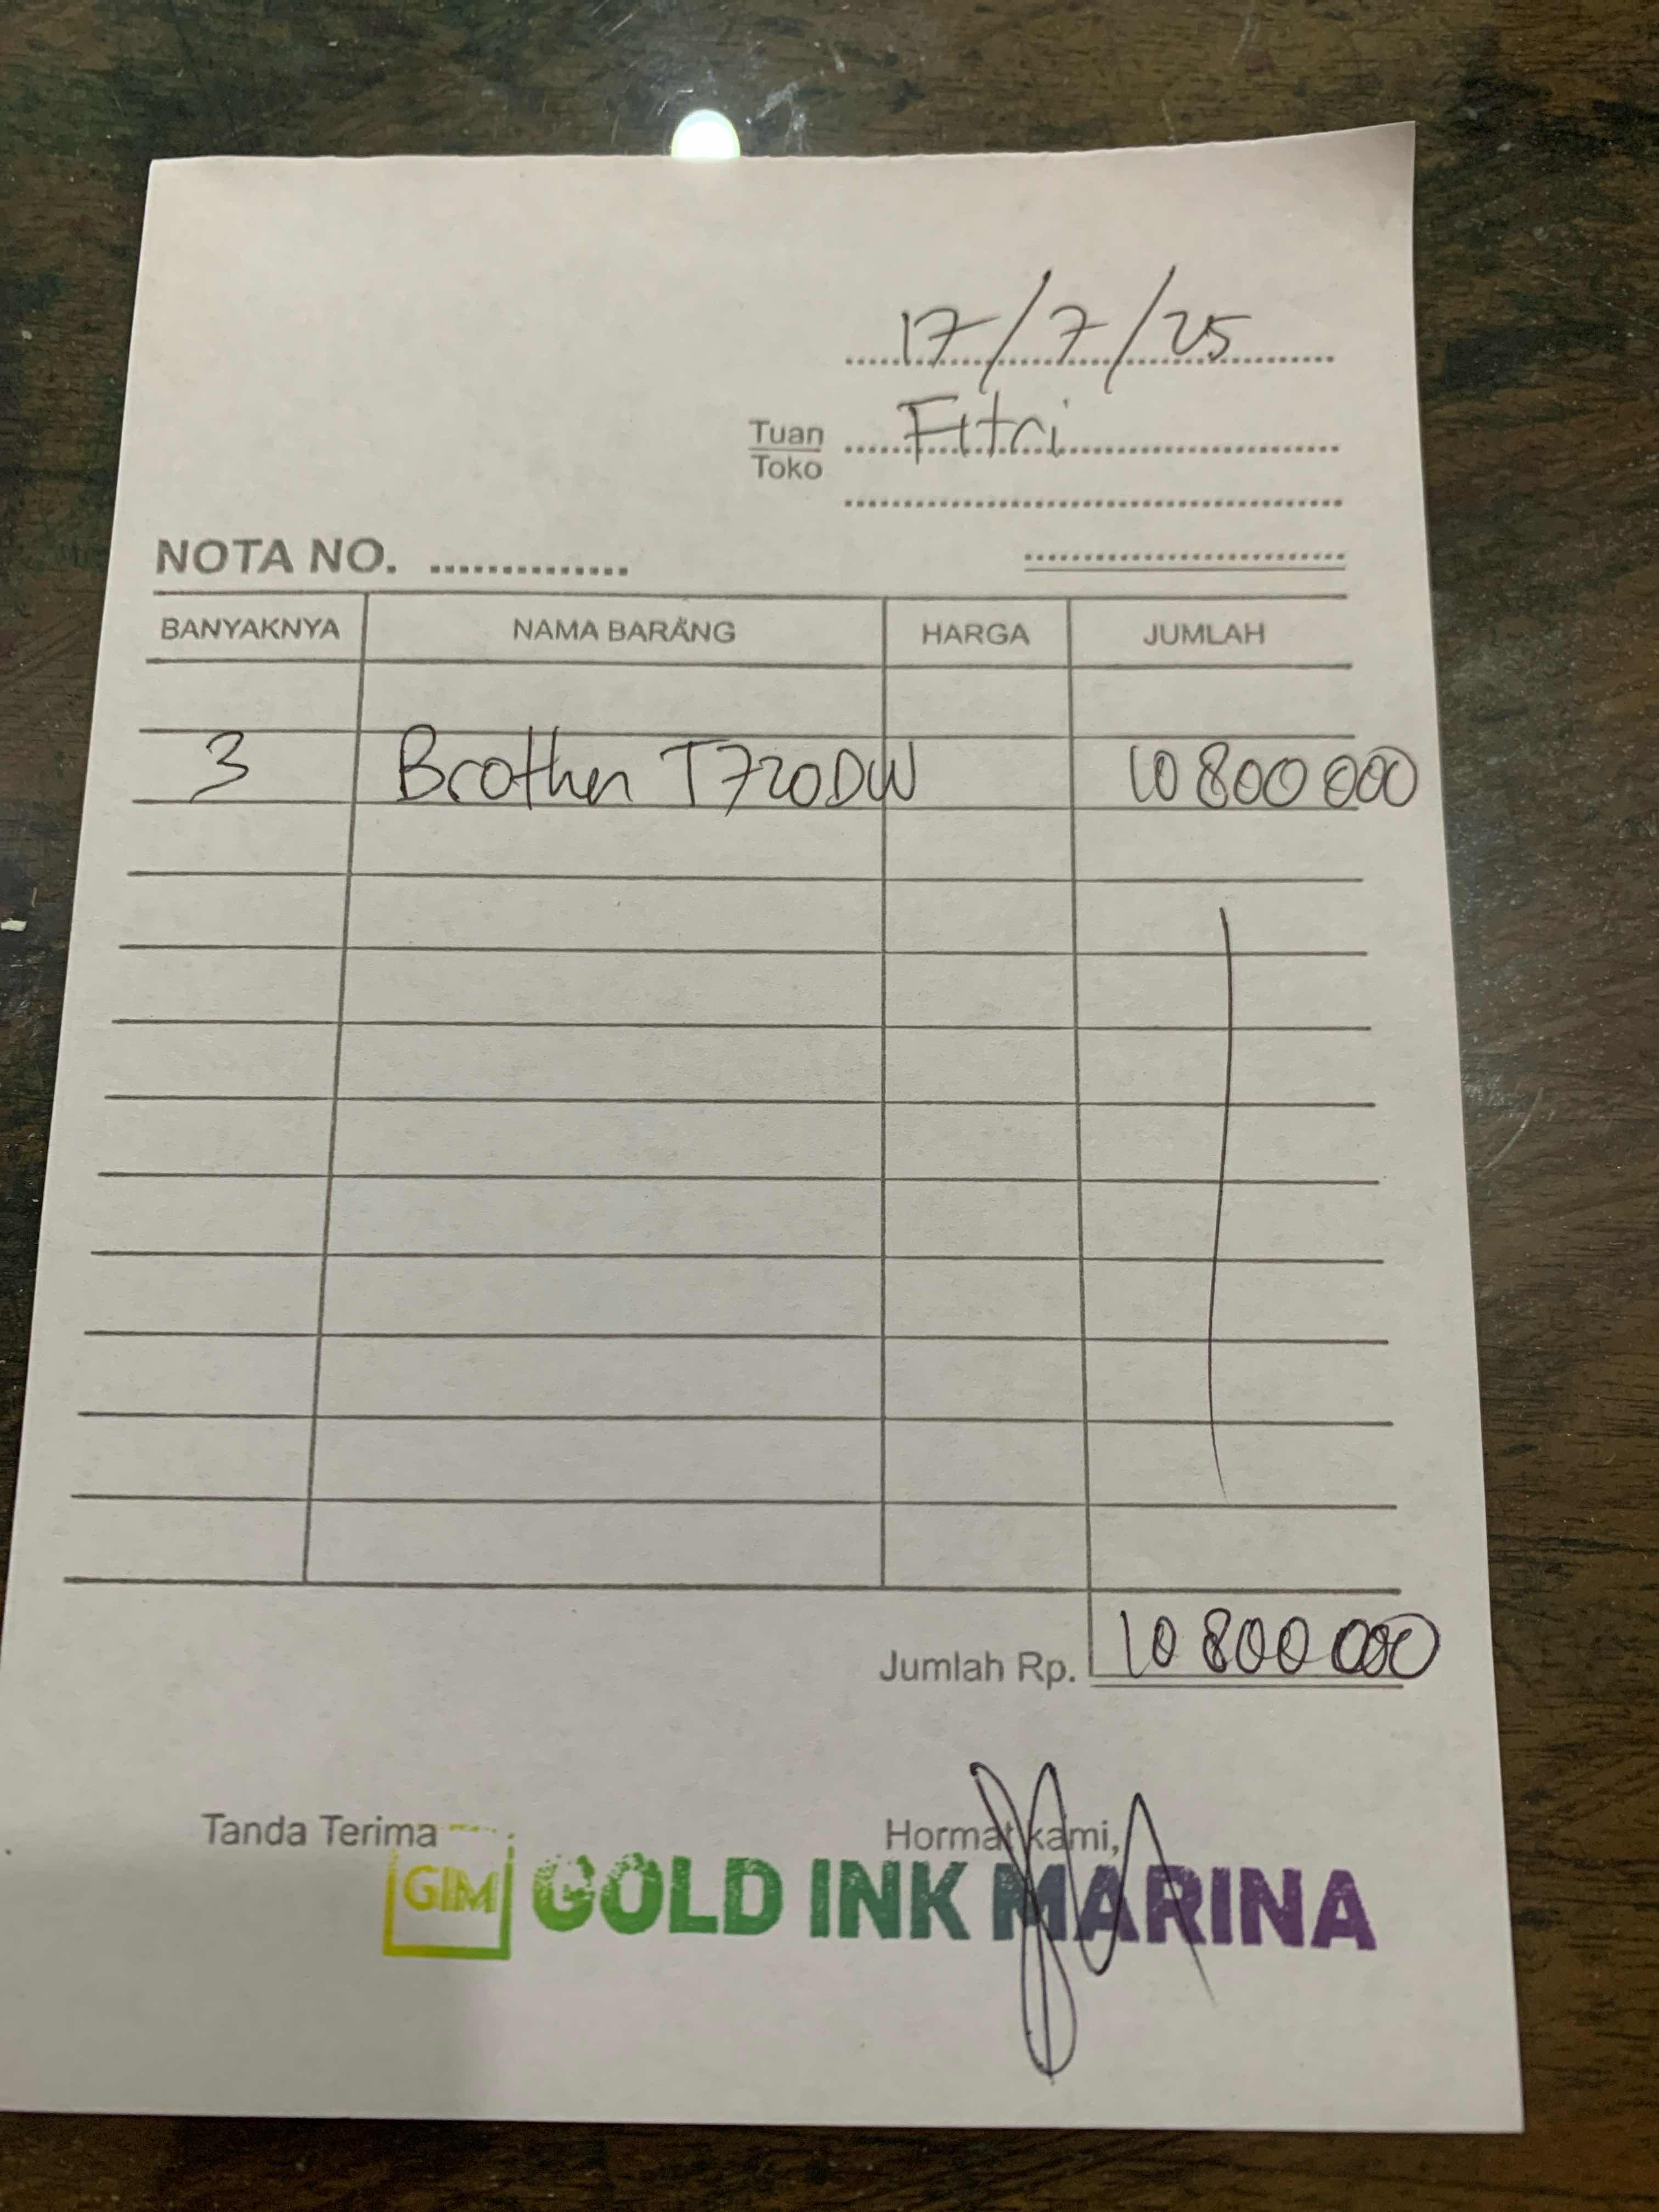 17/7/25
Tuan Fitri
Toko
NOTA NO.
BANYAKNYA NAMA BARANG HARGA JUMLAH
3 Brother T720DW 10 800 000
Jumlah Rp. 10 800 000
Tanda Terima Hormat kami,
GIM GOLD INK MARINA